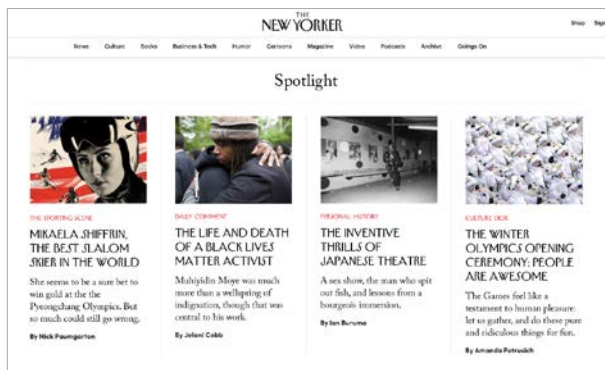 THE
NEW YORKER
Shop Sign
News Culture Books Business & Tech Humor Cartoons Magazine Video Podcasts Archive Goings On
Spotlight
THE SPORTING SCENE
MIKAELA SHIFFRIN,
THE BEST SLALOM
SKIER IN THE WORLD
She seems to be a sure bet to
win gold at the the
Pyeongchang Olympics. But
so much could still go wrong.
By Nick Paumgarten
DAILY COMMENT
THE LIFE AND DEATH
OF A BLACK LIVES
MATTER ACTIVIST
Muhiyidin Moye was much
more than a wellspring of
indignation, though that was
central to his work.
By Jelani Cobb
PERSONAL HISTORY
THE INVENTIVE
THRILLS OF
JAPANESE THEATRE
A sex show, the man who spit
out fish, and lessons from a
bourgeois immersion.
By Ian Buruma
CULTURE DESK
THE WINTER
OLYMPICS OPENING
CEREMONY: PEOPLE
ARE AWESOME
The Games feel like a
testament to human pleasure:
let us gather, and do these pure
and ridiculous things for fun.
By Amanda Petrusich